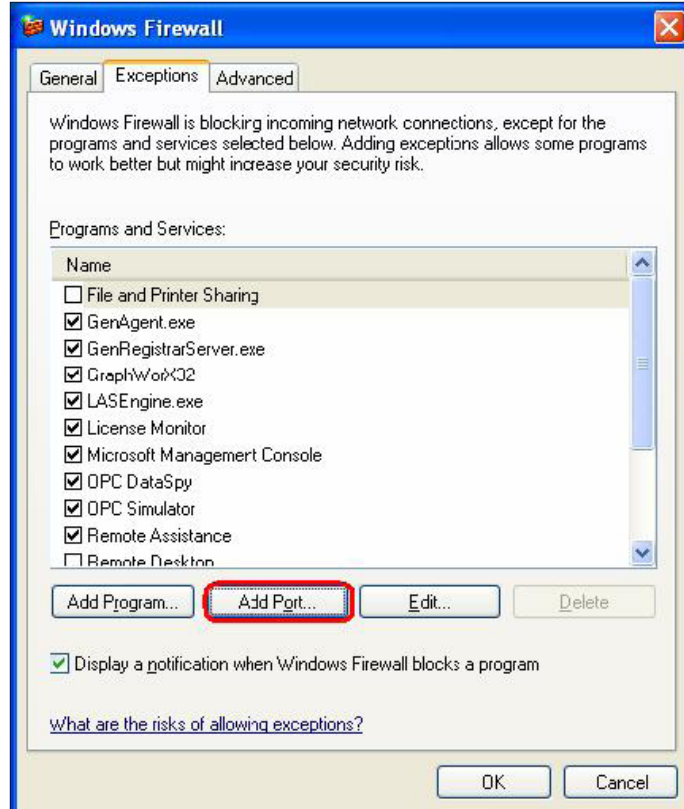 Windows Firewall
General Exceptions Advanced
Windows Firewall is blocking incoming network connections, except for the
programs and services selected below. Adding exceptions allows some programs
to work better but might increase your security risk.
Programs and Services:
Name
File and Printer Sharing
GenAgent.exe
GenRegistrarServer.exe
GraphWorX32
LASEngine.exe
License Monitor
Microsoft Management Console
OPC DataSpy
OPC Simulator
Remote Assistance
Remote Desktop
Add Program... Add Port... Edit... Delete
Display a notification when Windows Firewall blocks a program
What are the risks of allowing exceptions?
OK Cancel